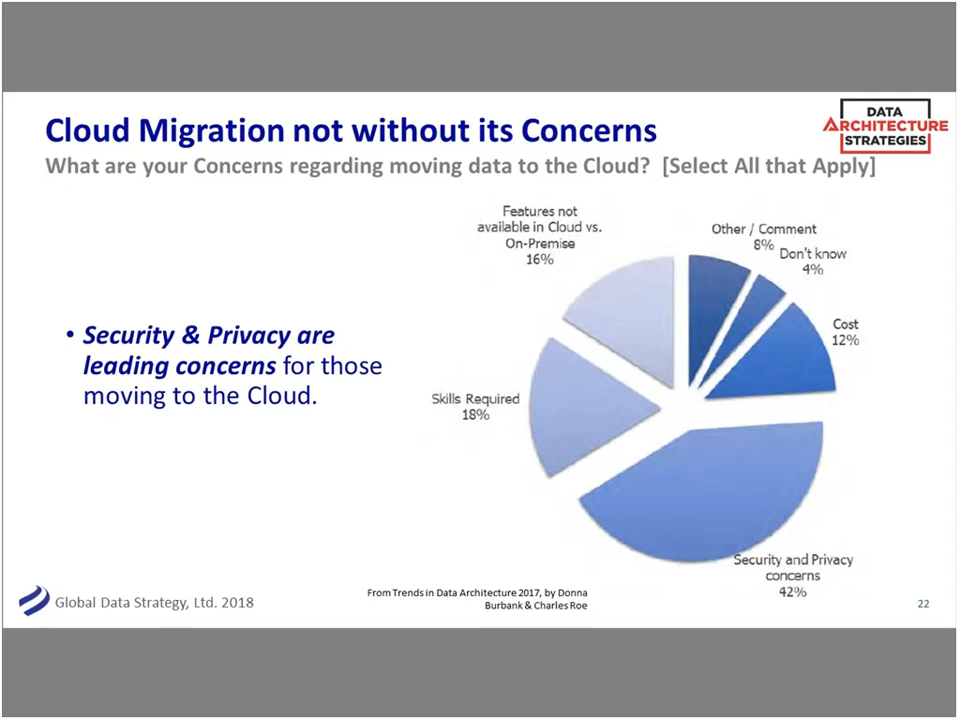 Cloud Migration not without its Concerns
What are your Concerns regarding moving data to the Cloud? [Select All that Apply]
DATA
ARCHITECTURE
STRATEGIES
• Security & Privacy are
leading concerns for those
moving to the Cloud.
Features not
available in Cloud vs.
On-Premise
16%
Other / Comment
8%
Don't know
4%
Cost
12%
Skills Required
18%
Security and Privacy
concerns
42%
Global Data Strategy, Ltd. 2018
From Trends in Data Architecture 2017, by Donna
Burbank & Charles Roe
22